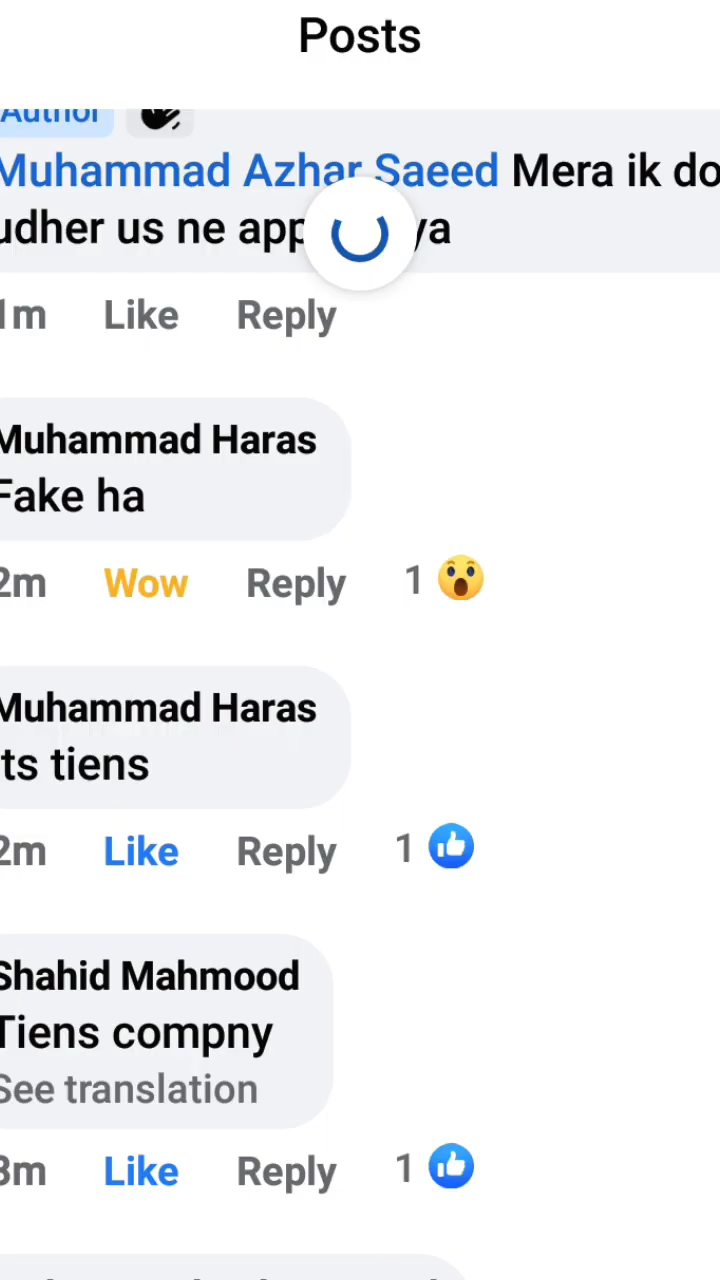 Posts
Author
Muhammad Azhar Saeed Mera ik do
udher us ne app ya
1m Like Reply
Muhammad Haras
Fake ha
2m Wow Reply 1
Muhammad Haras
ts tiens
2m Like Reply 1
Shahid Mahmood
Tiens compny
See translation
3m Like Reply 1